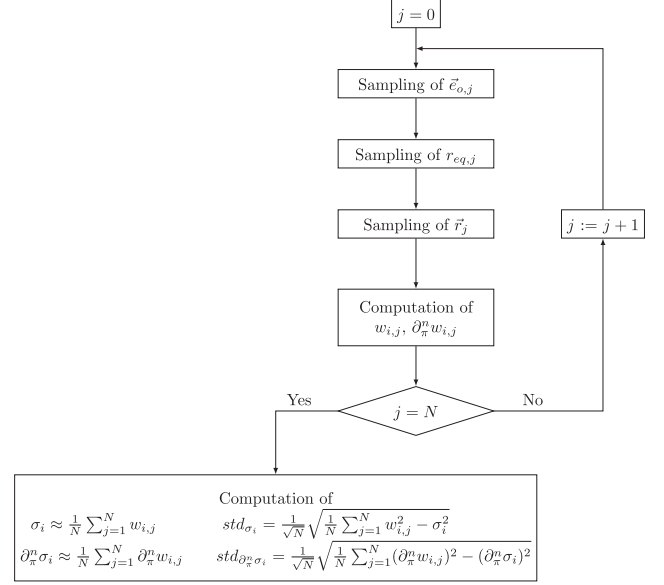 j = 0
Sampling of $\vec{e}_{o,j}$
Sampling of $r_{eq,j}$
Sampling of $\vec{r}_j$
j := j + 1
Computation of
$w_{i,j}$, $\partial_\pi^n w_{i,j}$
Yes
j = N
No
Computation of
$\sigma_i \approx \frac{1}{N} \sum_{j=1}^{N} w_{i,j}$ $std_{\sigma_i} = \frac{1}{\sqrt{N}} \sqrt{\frac{1}{N} \sum_{j=1}^{N} w_{i,j}^2 - \sigma_i^2}$
$\partial_\pi^n \sigma_i \approx \frac{1}{N} \sum_{j=1}^{N} \partial_\pi^n w_{i,j}$ $std_{\partial_\pi^n \sigma_i} = \frac{1}{\sqrt{N}} \sqrt{\frac{1}{N} \sum_{j=1}^{N} (\partial_\pi^n w_{i,j})^2 - (\partial_\pi^n \sigma_i)^2}$